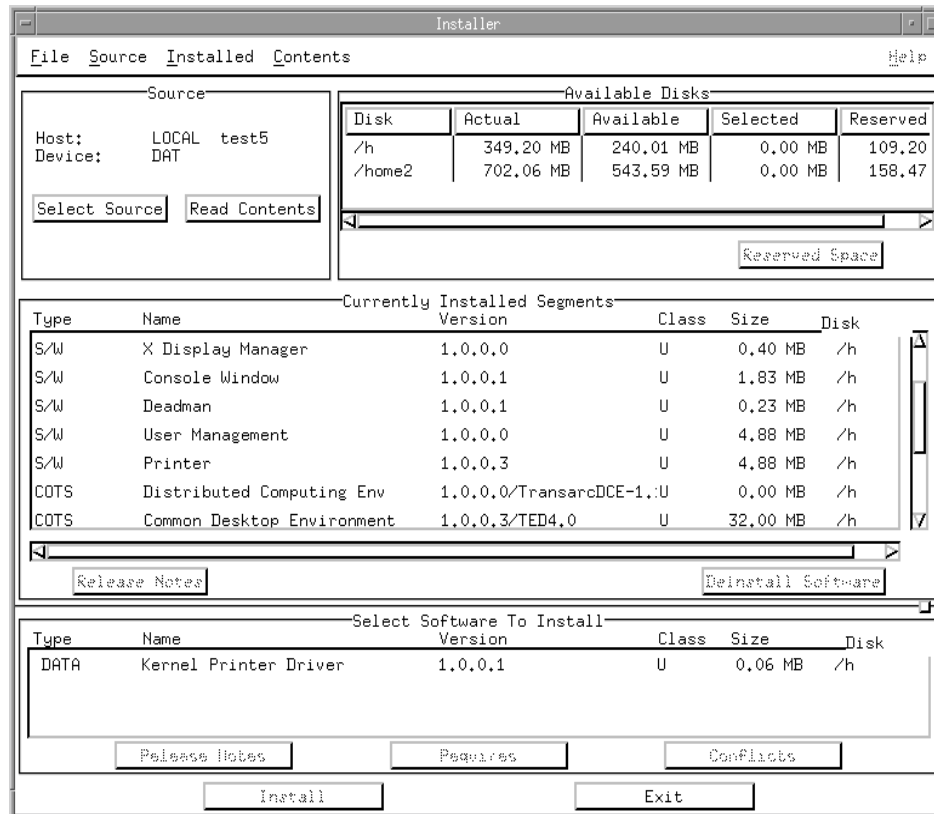 Installer
File Source Installed Contents Help
Source
Host: LOCAL test5
Device: DAT
Select Source Read Contents
Available Disks
Disk Actual Available Selected Reserved
/h 349.20 MB 240.01 MB 0.00 MB 109.20
/home2 702.06 MB 543.59 MB 0.00 MB 158.47
Reserved Space
Currently Installed Segments
Type Name Version Class Size Disk
S/W X Display Manager 1.0.0.0 U 0.40 MB /h
S/W Console Window 1.0.0.1 U 1.83 MB /h
S/W Deadman 1.0.0.1 U 0.23 MB /h
S/W User Management 1.0.0.0 U 4.88 MB /h
S/W Printer 1.0.0.3 U 4.88 MB /h
COTS Distributed Computing Env 1.0.0.0/TransarcDCE-1.:U 0.00 MB /h
COTS Common Desktop Environment 1.0.0.3/TED4.0 U 32.00 MB /h
Release Notes Deinstall Software
Select Software To Install
Type Name Version Class Size Disk
DATA Kernel Printer Driver 1.0.0.1 U 0.06 MB /h
Release Notes Requires Conflicts
Install Exit